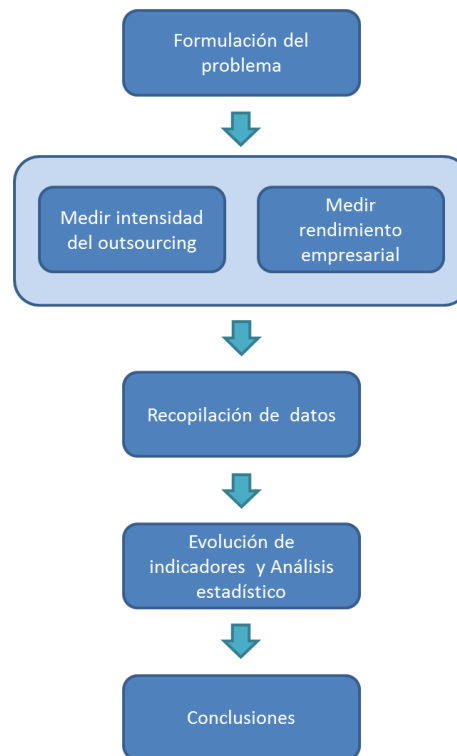 Formulación del
problema
Medir intensidad
del outsourcing
Medir
rendimiento
empresarial
Recopilación de datos
Evolución de
indicadores y Análisis
estadístico
Conclusiones